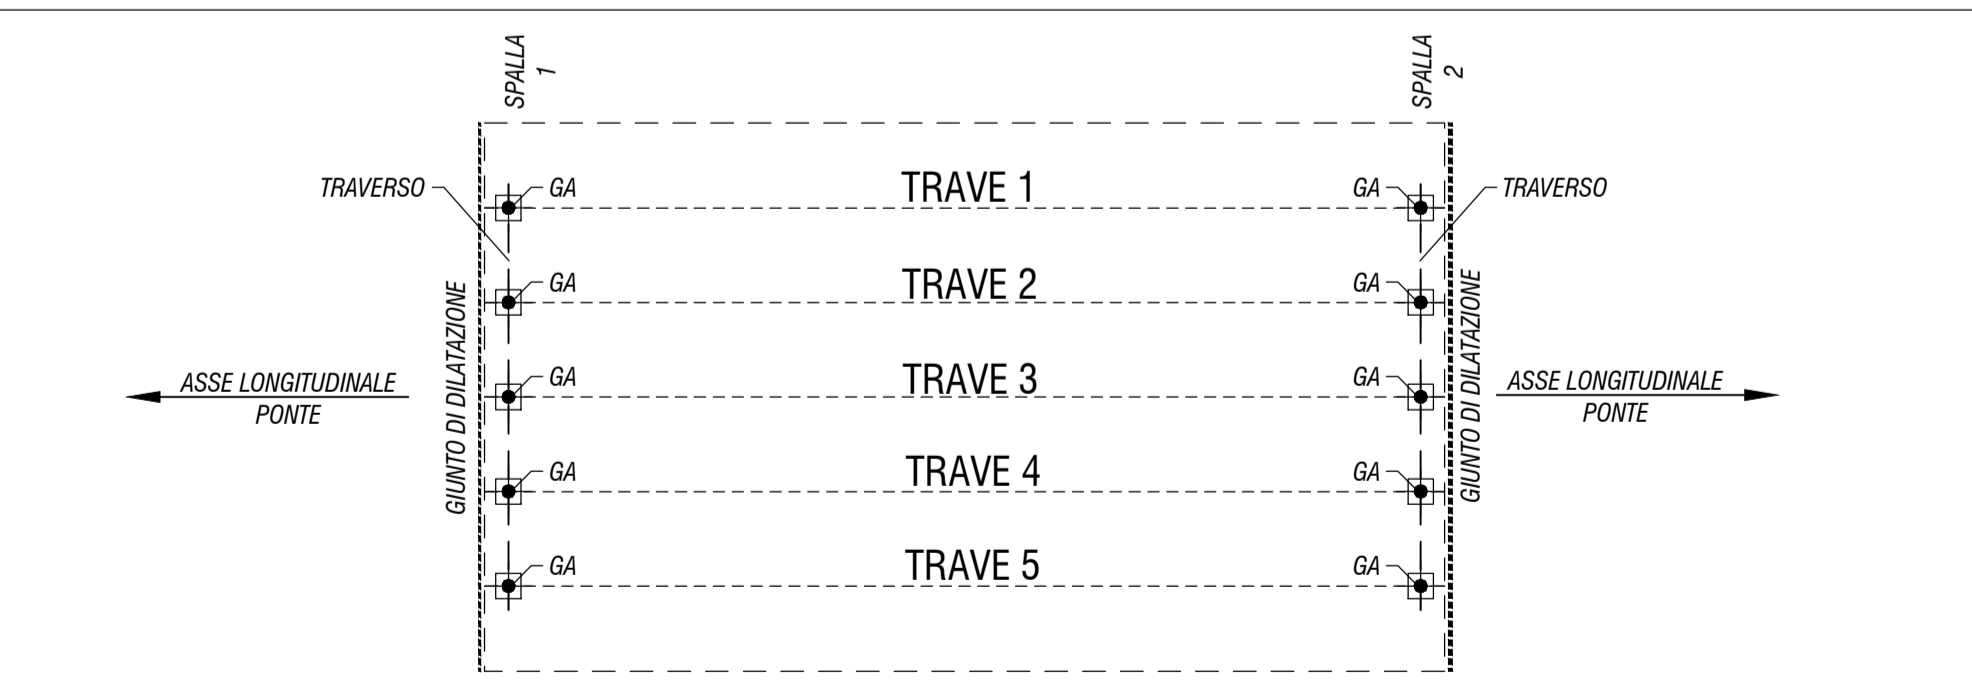 SPALLA
1
SPALLA
2
TRAVERSO
GA
TRAVE 1
GA
TRAVERSO
GA
TRAVE 2
GA
GIUNTO DI DILATAZIONE
GIUNTO DI DILATAZIONE
ASSE LONGITUDINALE
PONTE
GA
TRAVE 3
GA
ASSE LONGITUDINALE
PONTE
GA
TRAVE 4
GA
GA
TRAVE 5
GA